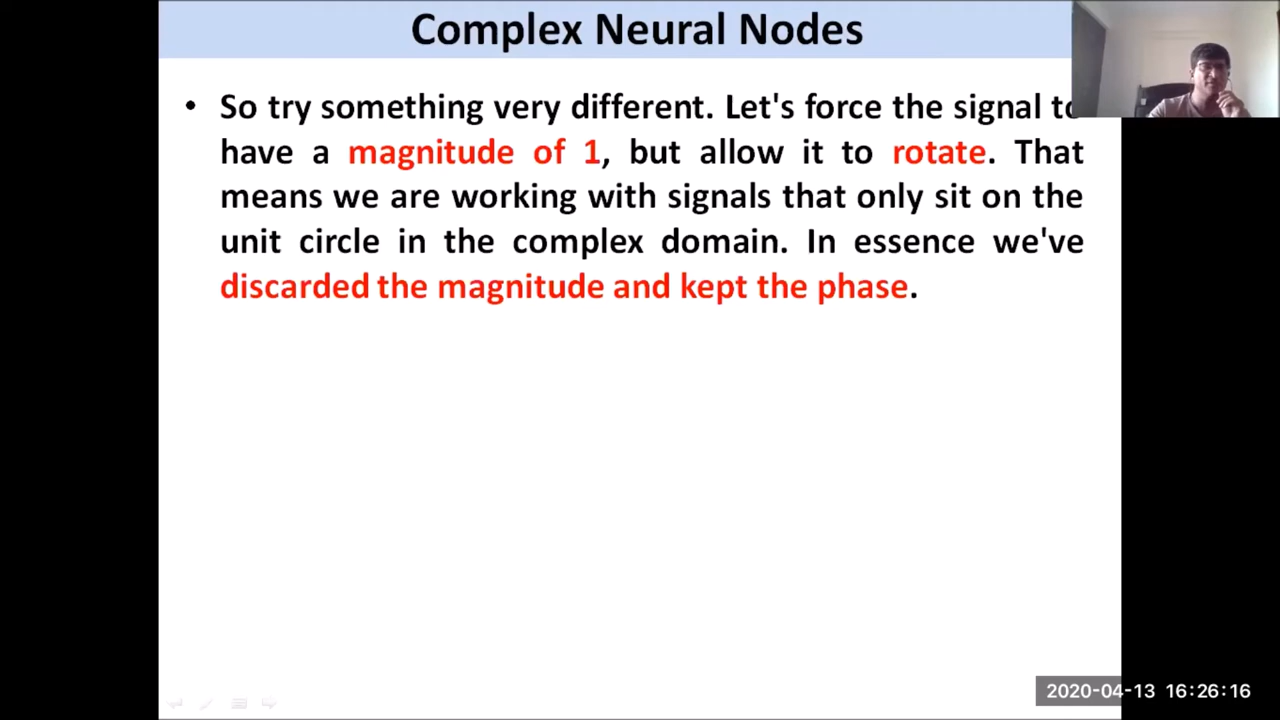 Complex Neural Nodes
• So try something very different. Let's force the signal to
have a magnitude of 1, but allow it to rotate. That
means we are working with signals that only sit on the
unit circle in the complex domain. In essence we've
discarded the magnitude and kept the phase.
2020-04-13 16:26:16